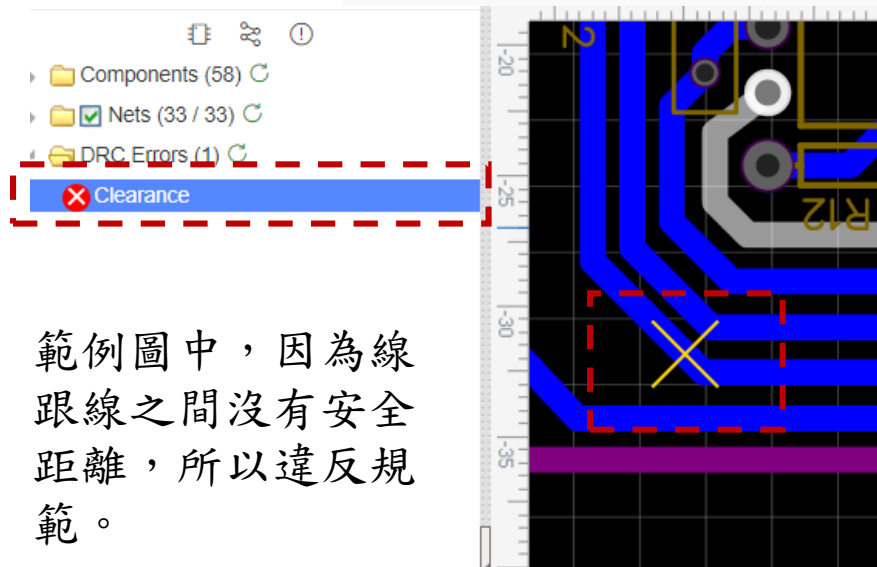 Components (58)
Nets (33 / 33)
DRC Errors (1)
Clearance
範例圖中，因為線
跟線之間沒有安全
距離，所以違反規
範。
-20
-25
-30
-35
2
R12